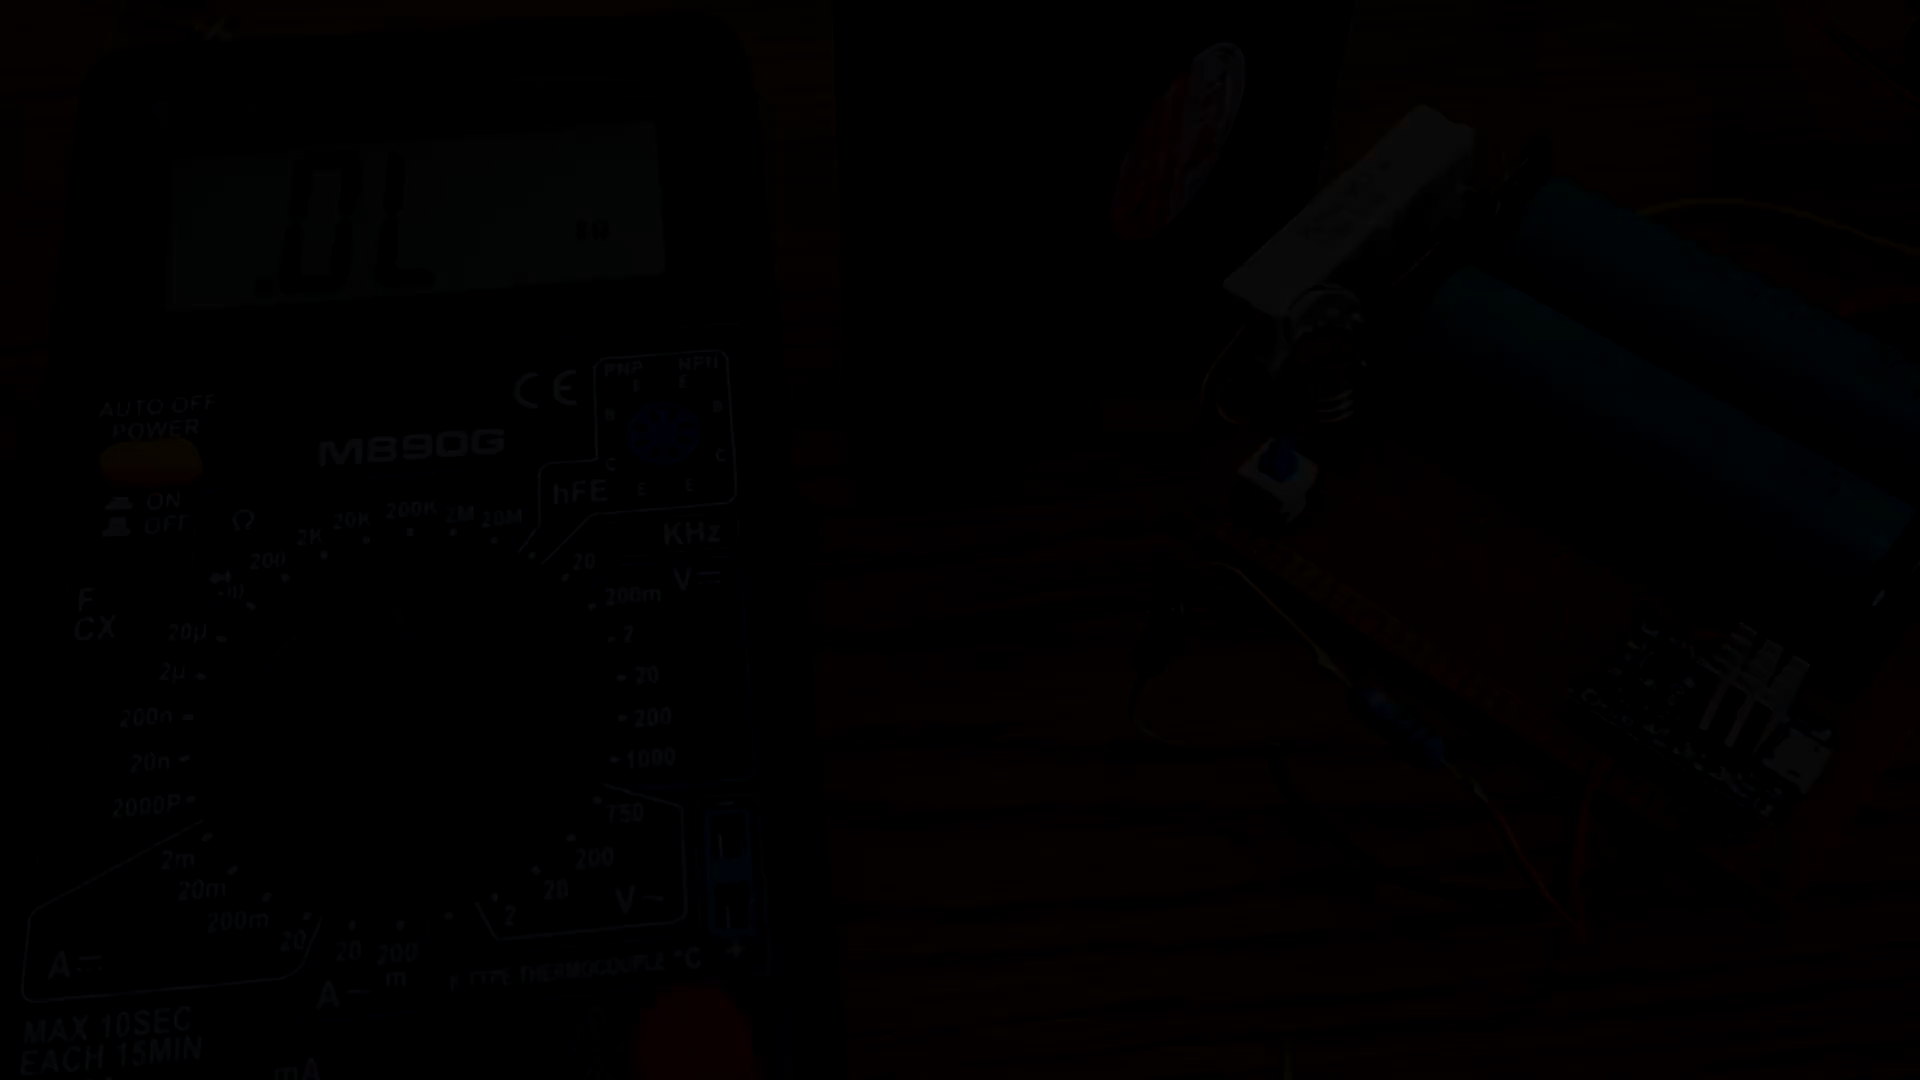 .OL
AUTO OFF
POWER
ON
OFF
CE
M890G
PNP
E E
B B
C C
E E
hFE
Ω
200
2K
20K
200K
2M
20M
KHz
20
V
200m
2
20
200
1000
750
200
20
2
V~
F
CX
20µ
2µ
200n
20n
2000P
2m
20m
200m
20
A
20
200
m
A~
TYPE THERMOCOUPLE °C
MAX 10SEC
EACH 15MIN
mA